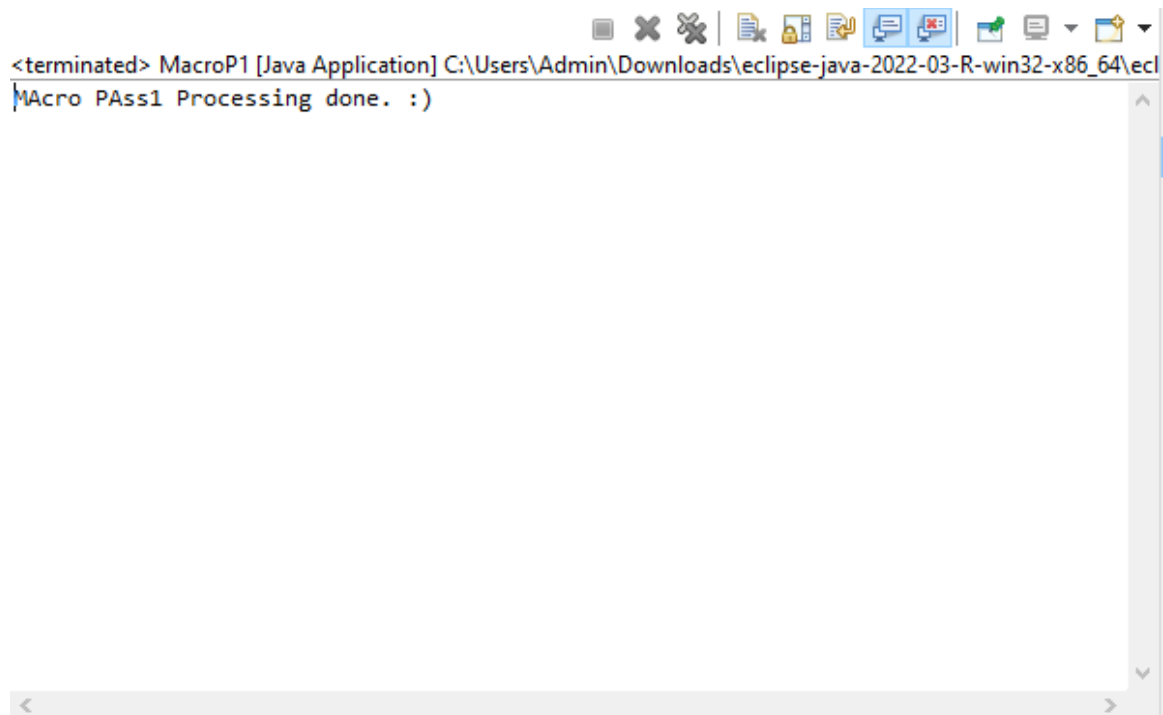 <terminated> MacroP1 [Java Application] C:\Users\Admin\Downloads\eclipse-java-2022-03-R-win32-x86_64\ecl
MAcro PAss1 Processing done. :)